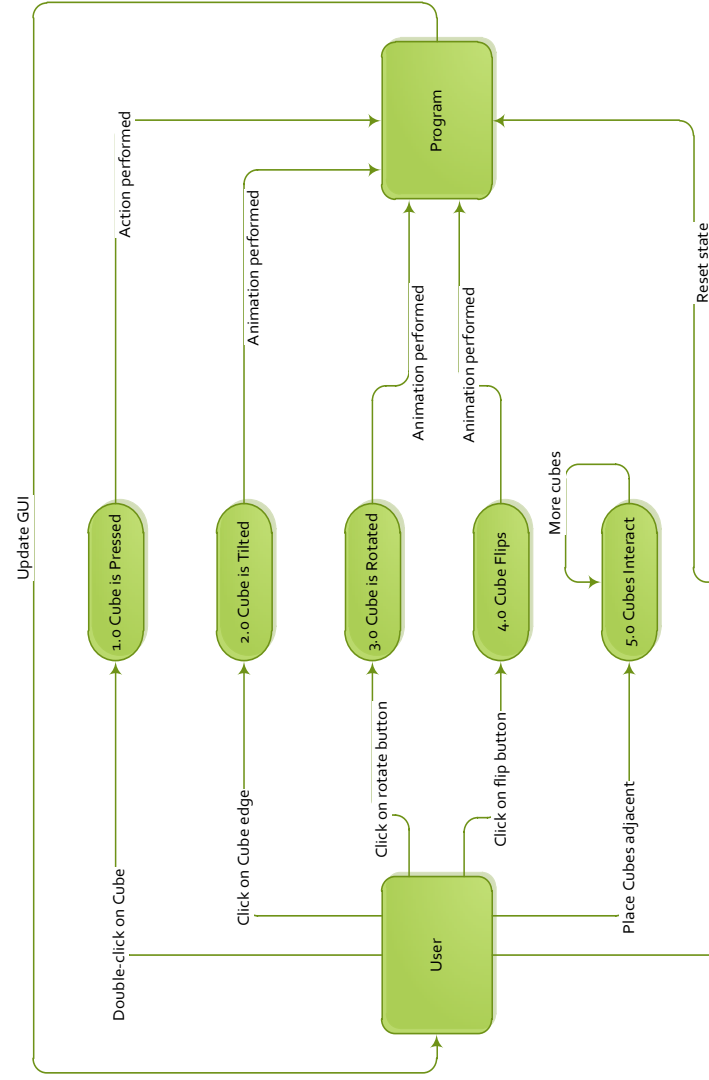 Update GUI
Double-click on Cube
1.0 Cube is Pressed
Action performed
Click on Cube edge
2.0 Cube is Tilted
Animation performed
User
Click on rotate button
3.0 Cube is Rotated
Animation performed
Program
Click on flip button
4.0 Cube Flips
Animation performed
More cubes
Place Cubes adjacent
5.0 Cubes Interact
Reset state